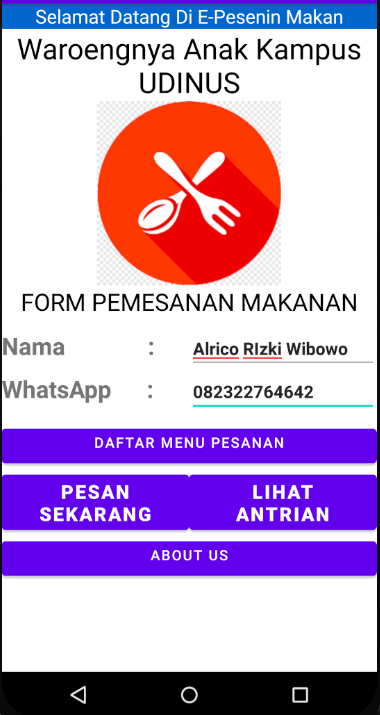 Selamat Datang Di E-Pesenin Makan
Waroengnya Anak Kampus
UDINUS
FORM PEMESANAN MAKANAN
Nama : Alrico RIzki Wibowo
WhatsApp : 082322764642
DAFTAR MENU PESANAN
PESAN
SEKARANG
LIHAT
ANTRIAN
ABOUT US